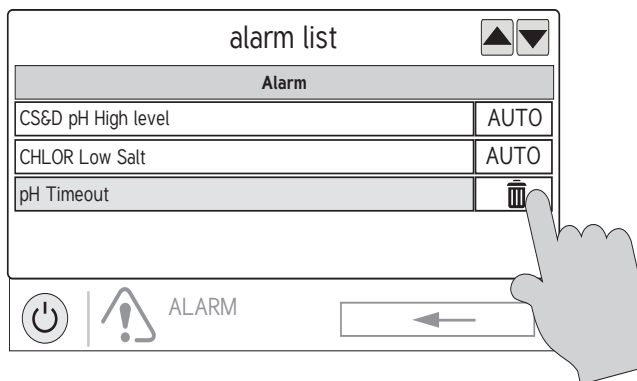 alarm list
Alarm
CS&D pH High level AUTO
CHLOR Low Salt AUTO
pH Timeout
ALARM